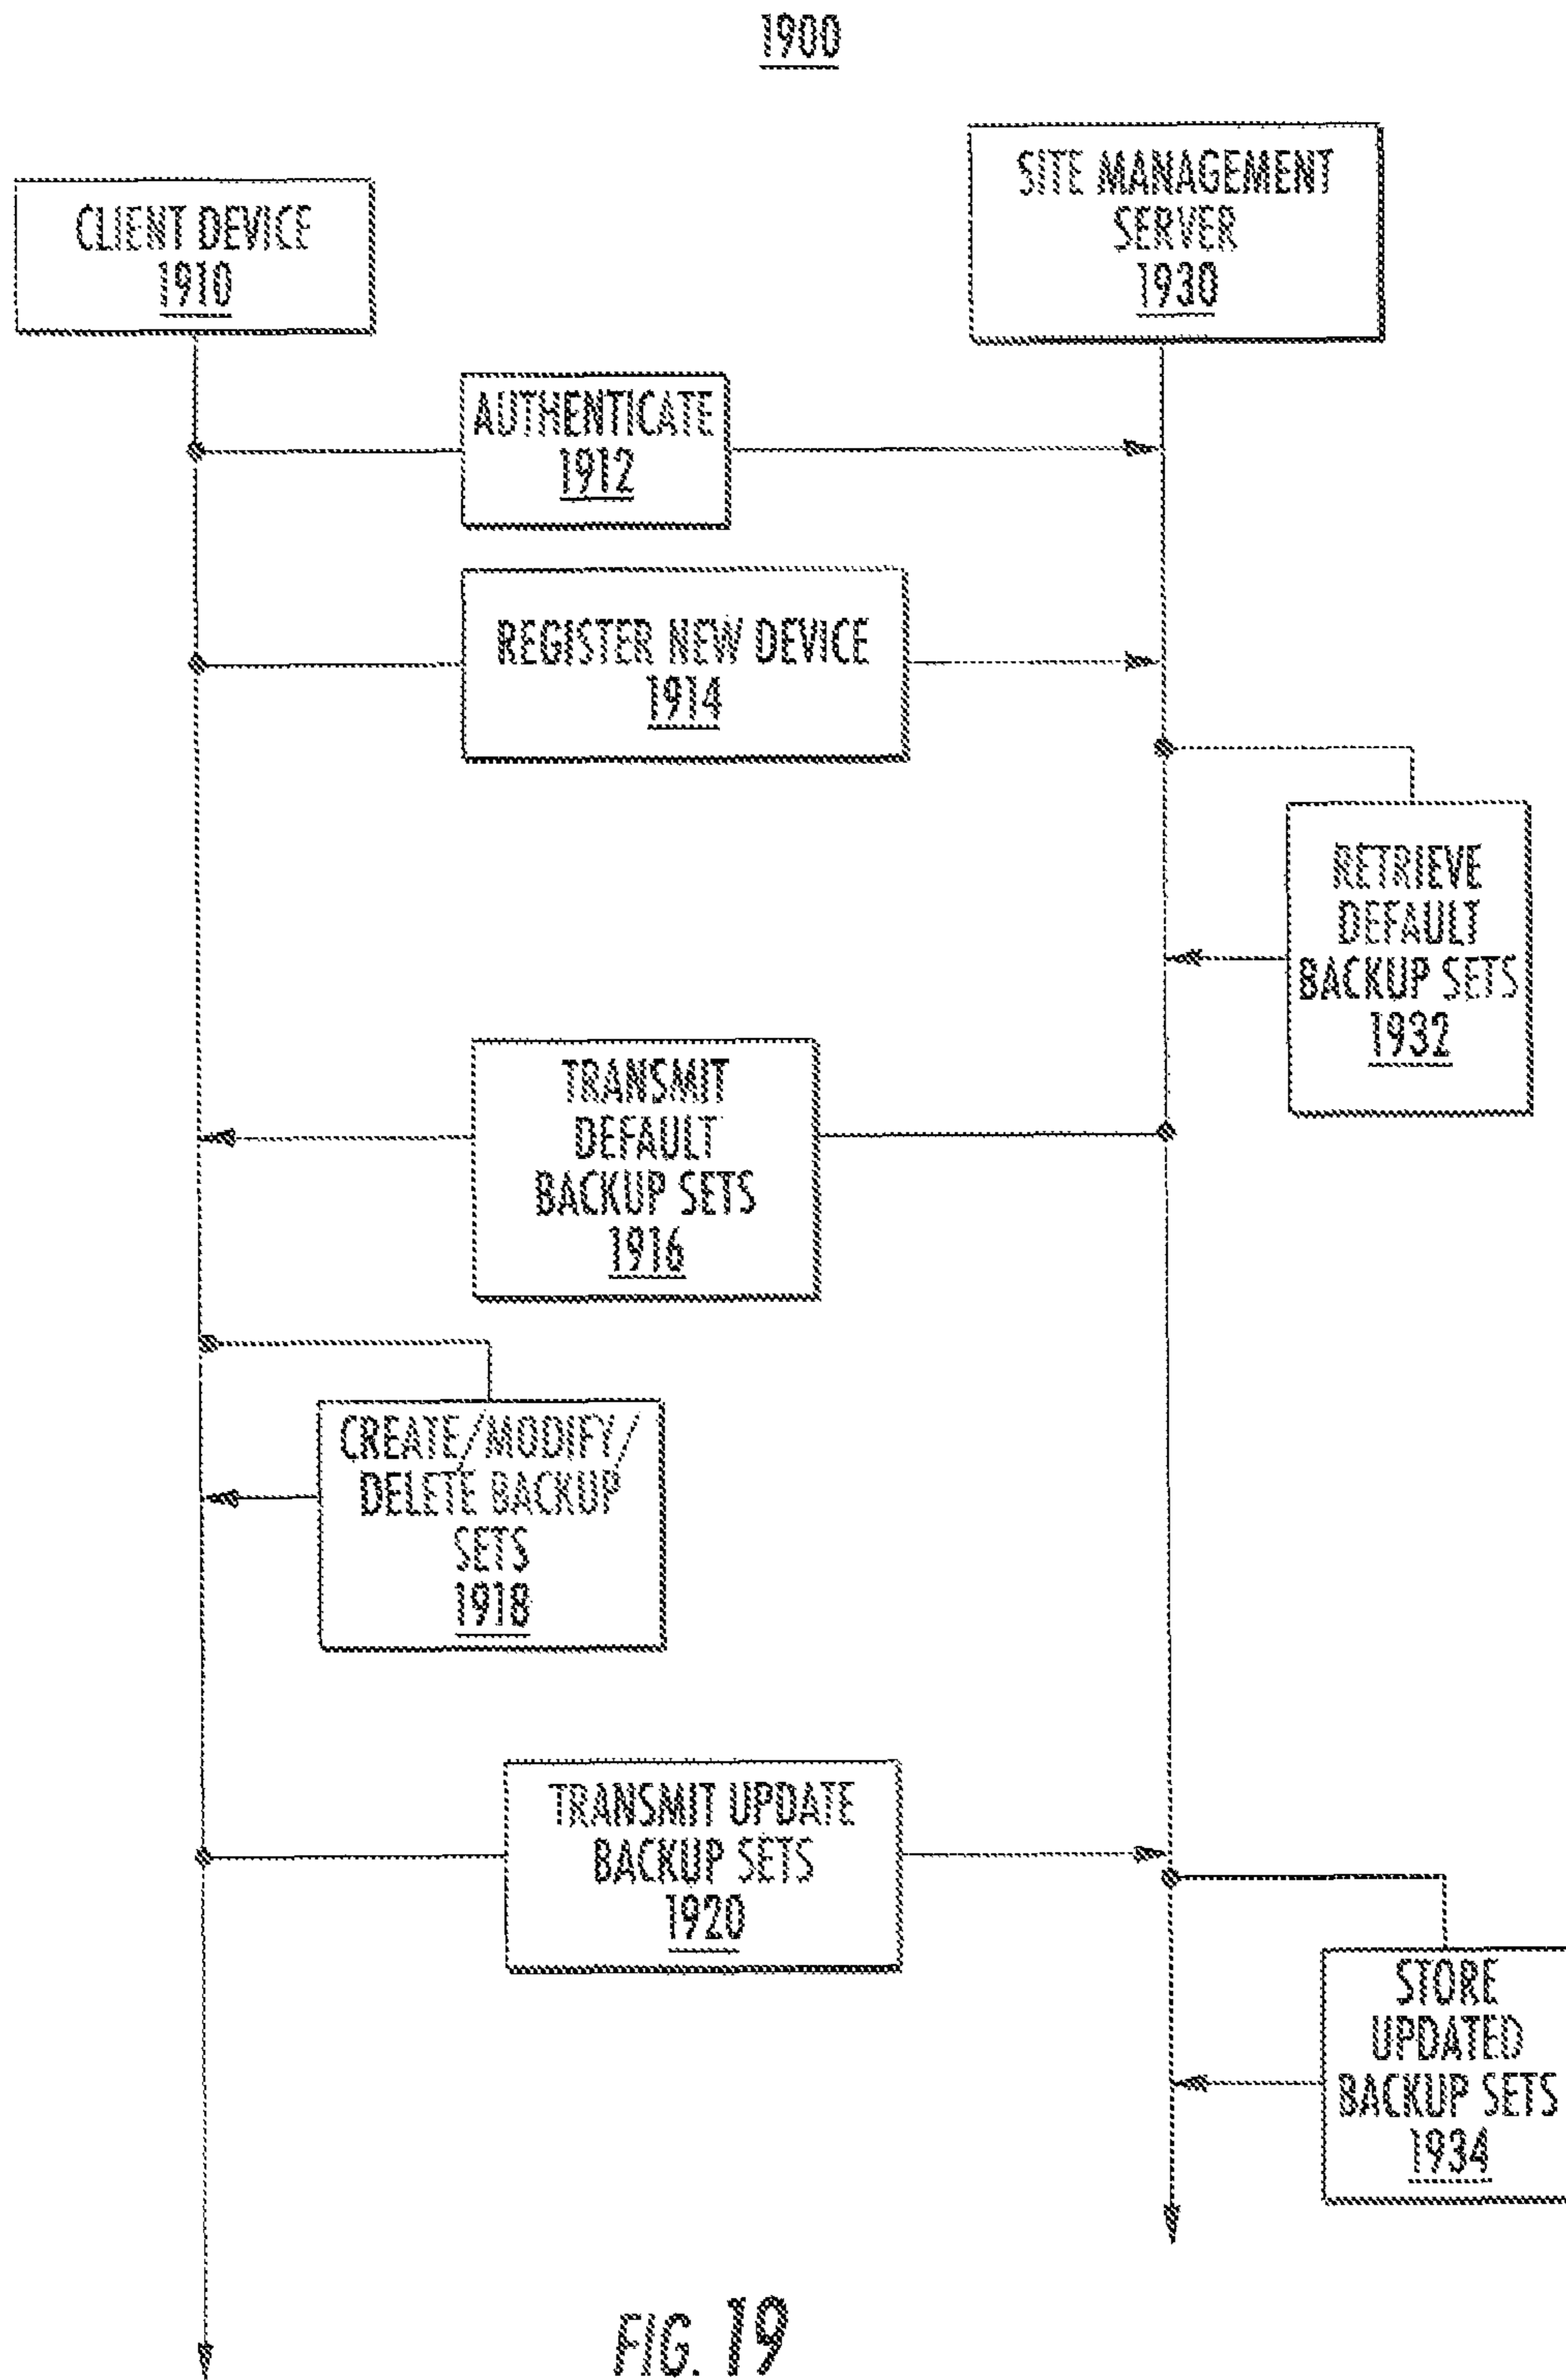 1900
CLIENT DEVICE
1910
SITE MANAGEMENT
SERVER
1930
AUTHENTICATE
1912
REGISTER NEW DEVICE
1914
RETRIEVE
DEFAULT
BACKUP SETS
1932
TRANSMIT
DEFAULT
BACKUP SETS
1916
CREATE/MODIFY/
DELETE BACKUP
SETS
1918
TRANSMIT UPDATE
BACKUP SETS
1920
STORE
UPDATED
BACKUP SETS
1934
FIG. 19